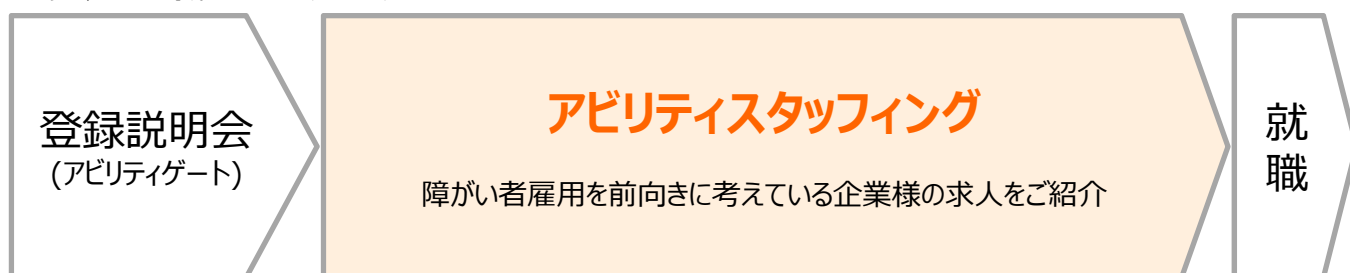 登録説明会
(アビリティゲート)
アビリティスタッフィング
障がい者雇用を前向きに考えている企業様の求人をご紹介
就
職